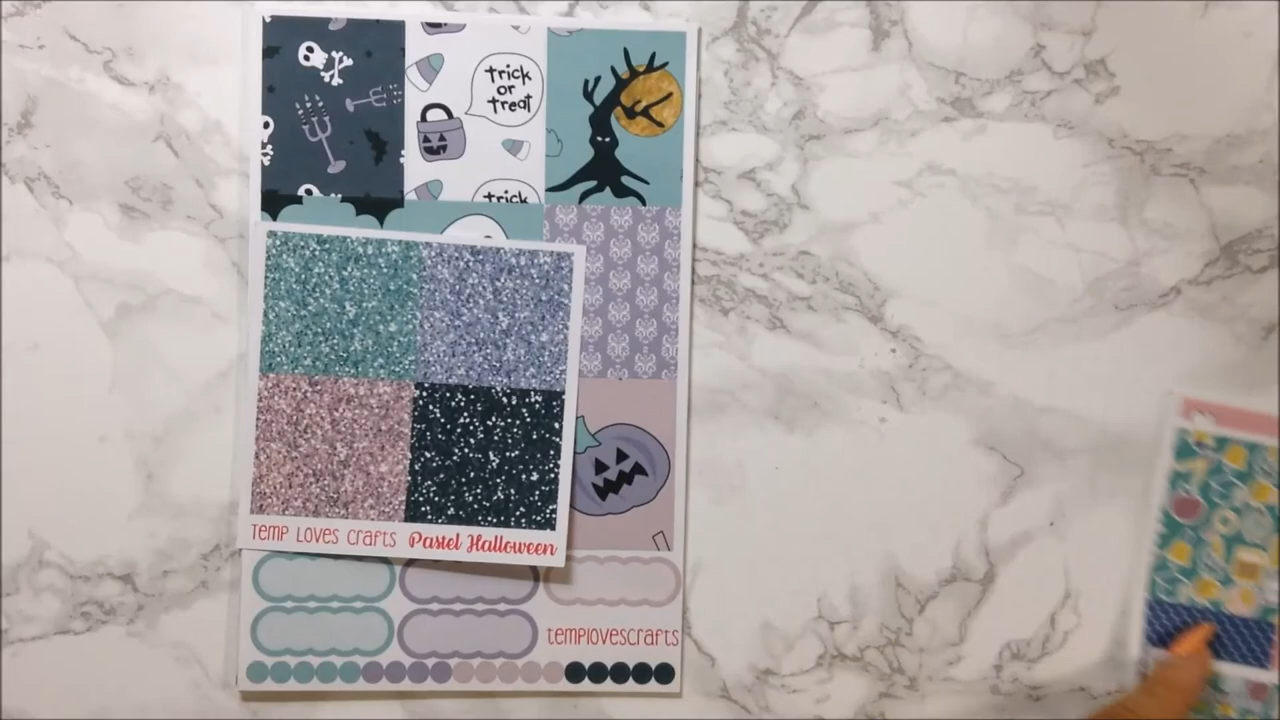 trick
or
treat
trick
TEMP LOVES CRAFTS Pastel Halloween
templovescrafts